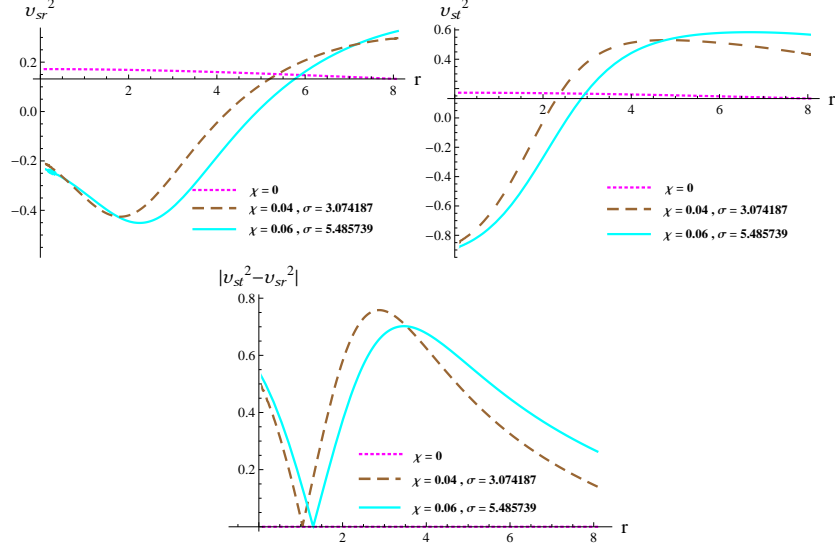 υsr²
0.2
0.0
−0.2
−0.4
2 4 6 8 r
χ = 0
χ = 0.04 , σ = 3.074187
χ = 0.06 , σ = 5.485739
υst²
0.6
0.4
0.0
−0.2
−0.4
−0.6
−0.8
2 4 6 8 r
χ = 0
χ = 0.04 , σ = 3.074187
χ = 0.06 , σ = 5.485739
|υst²−υsr²|
0.8
0.6
0.4
0.2
2 4 6 8 r
χ = 0
χ = 0.04 , σ = 3.074187
χ = 0.06 , σ = 5.485739